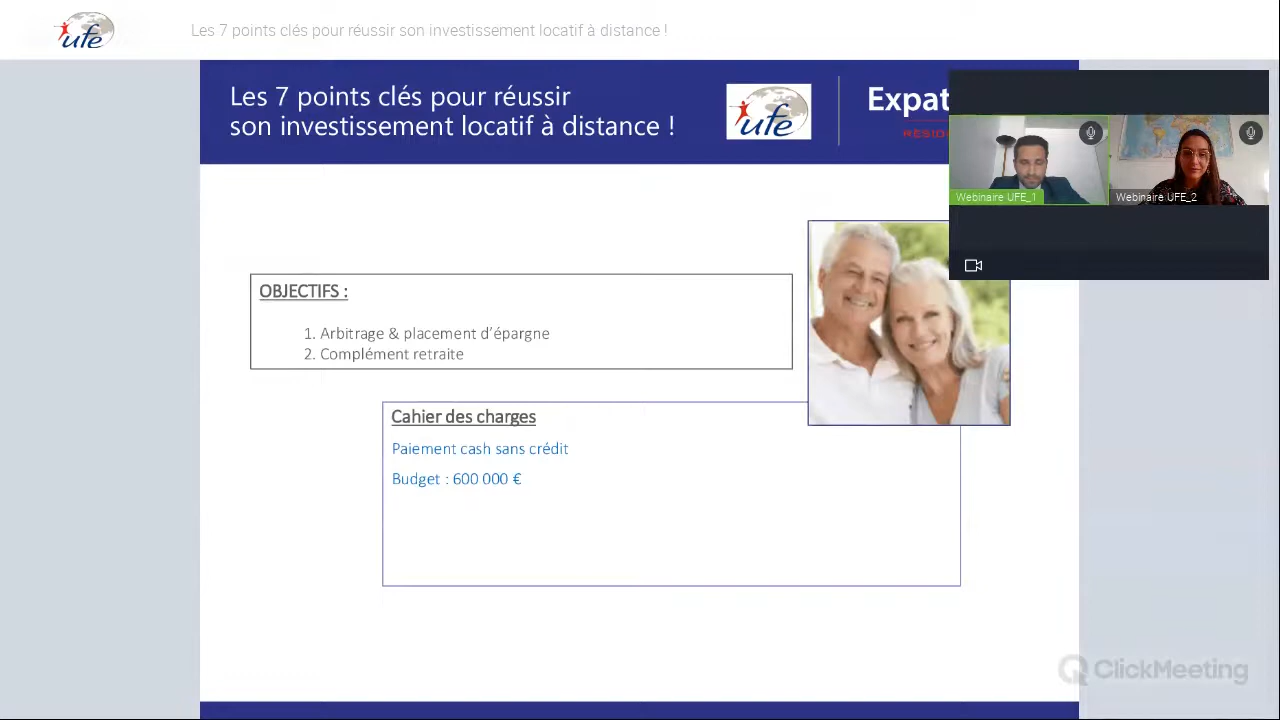 ufe
Les 7 points clés pour réussir son investissement locatif à distance !
Les 7 points clés pour réussir
son investissement locatif à distance !
ufe
Expat
RESID
Webinaire UFE_1
Webinaire UFE_2
OBJECTIFS :
1. Arbitrage & placement d'épargne
2. Complément retraite
Cahier des charges
Paiement cash sans crédit
Budget : 600 000 €
ClickMeeting